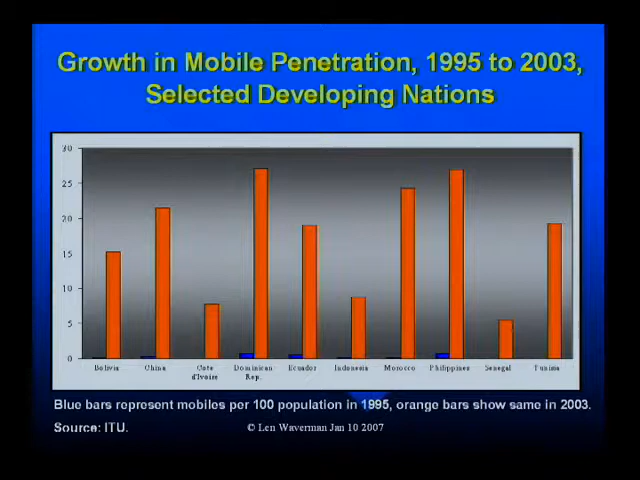 Growth in Mobile Penetration, 1995 to 2003,
Selected Developing Nations
30
25
20
15
10
5
0
Bolivia China Cote d'Ivoire Dominican Rep. Ecuador Indonesia Morocco Philippines Senegal Tunisia
Blue bars represent mobiles per 100 population in 1995, orange bars show same in 2003.
Source: ITU.
© Len Waverman Jan 10 2007